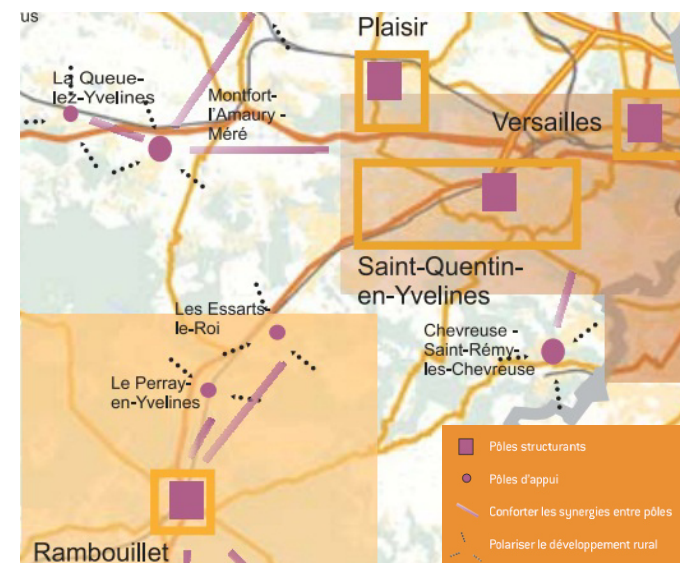 us
Plaisir
La Queue-
lez-Yvelines
Montfort-
l'Amaury -
Méré
Versailles
Saint-Quentin-
en-Yvelines
Les Essarts-
le-Roi
Chevreuse -
Saint-Rémy-
les-Chevreuse
Le Perray-
en-Yvelines
Rambouillet
Pôles structurants
Pôles d'appui
Conforter les synergies entre pôles
Polariser le développement rural